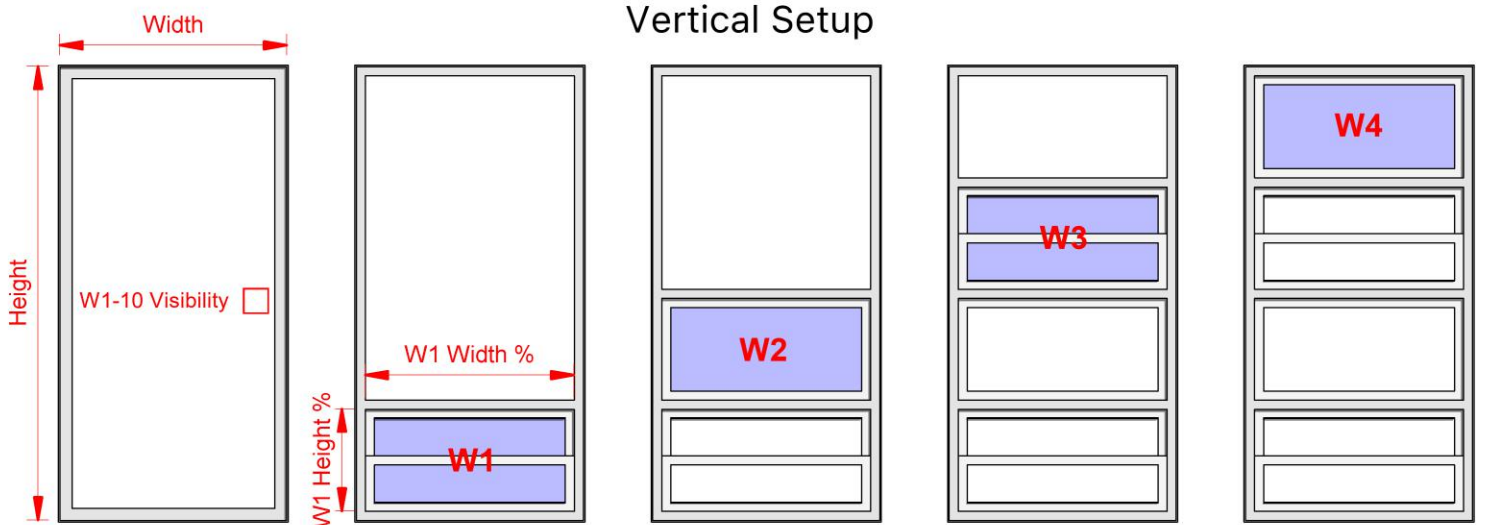 Vertical Setup
Width
Height
W1-10 Visibility
W1 Width %
W1 Height %
W1
W2
W3
W4